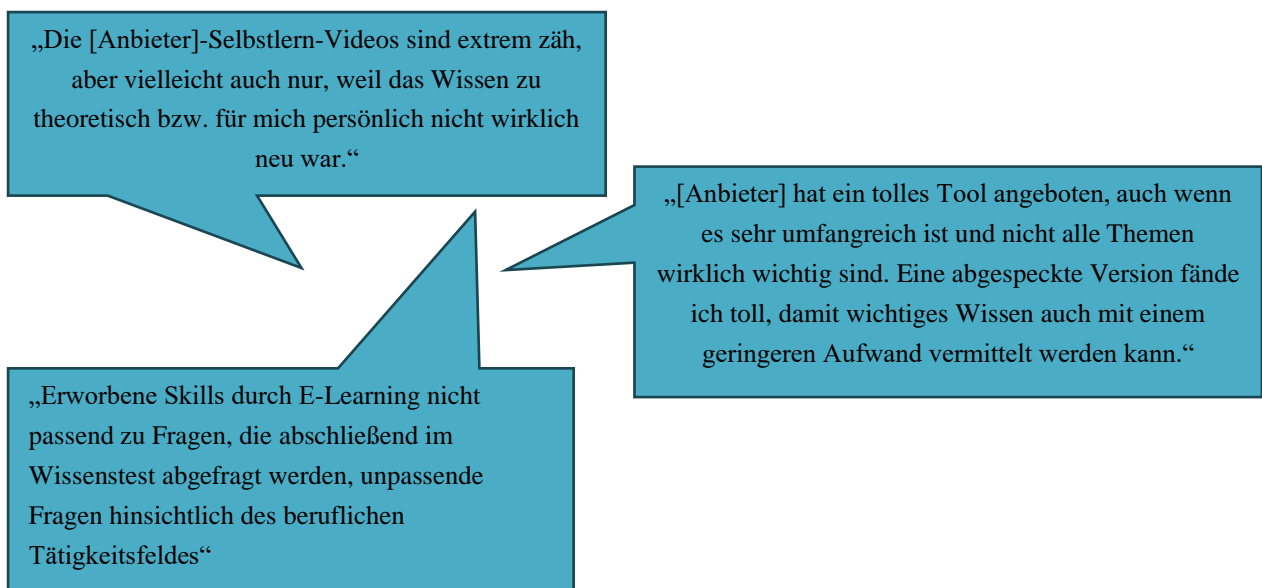 „Die [Anbieter]-Selbstlern-Videos sind extrem zäh,
aber vielleicht auch nur, weil das Wissen zu
theoretisch bzw. für mich persönlich nicht wirklich
neu war.“
„[Anbieter] hat ein tolles Tool angeboten, auch wenn
es sehr umfangreich ist und nicht alle Themen
wirklich wichtig sind. Eine abgespeckte Version fände
ich toll, damit wichtiges Wissen auch mit einem
geringeren Aufwand vermittelt werden kann.“
„Erworbene Skills durch E-Learning nicht
passend zu Fragen, die abschließend im
Wissenstest abgefragt werden, unpassende
Fragen hinsichtlich des beruflichen
Tätigkeitsfeldes“